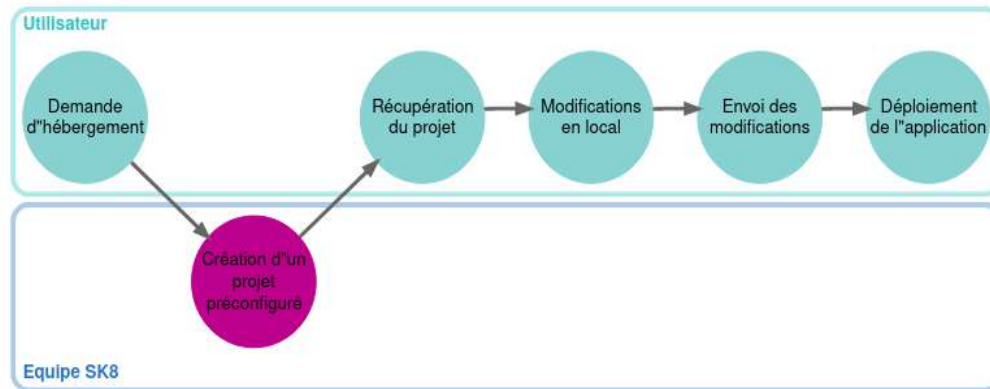 Utilisateur
Demande
d"hébergement
Récupération
du projet
Modifications
en local
Envoi des
modifications
Déploiement
de l"application
Création d"un
projet
préconfiguré
Equipe SK8